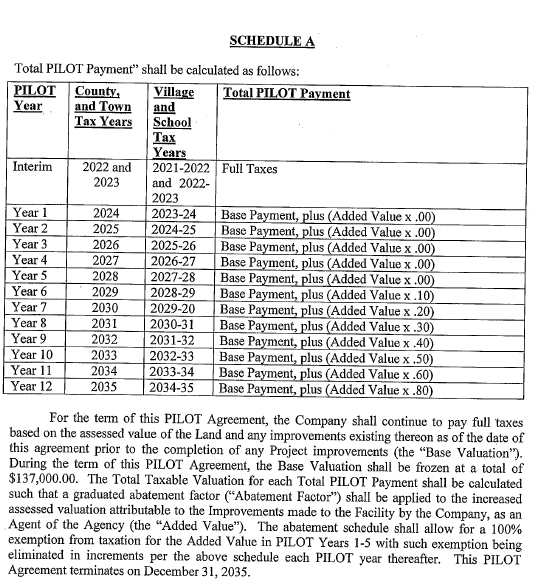 SCHEDULE A
Total PILOT Payment" shall be calculated as follows:
PILOT Year | County, and Town Tax Years | Village and School Tax Years | Total PILOT Payment
Interim | 2022 and 2023 | 2021-2022 and 2022-2023 | Full Taxes
Year 1 | 2024 | 2023-24 | Base Payment, plus (Added Value x .00)
Year 2 | 2025 | 2024-25 | Base Payment, plus (Added Value x .00)
Year 3 | 2026 | 2025-26 | Base Payment, plus (Added Value x .00)
Year 4 | 2027 | 2026-27 | Base Payment, plus (Added Value x .00)
Year 5 | 2028 | 2027-28 | Base Payment, plus (Added Value x .00)
Year 6 | 2029 | 2028-29 | Base Payment, plus (Added Value x .10)
Year 7 | 2030 | 2029-20 | Base Payment, plus (Added Value x .20)
Year 8 | 2031 | 2030-31 | Base Payment, plus (Added Value x .30)
Year 9 | 2032 | 2031-32 | Base Payment, plus (Added Value x .40)
Year 10 | 2033 | 2032-33 | Base Payment, plus (Added Value x .50)
Year 11 | 2034 | 2033-34 | Base Payment, plus (Added Value x .60)
Year 12 | 2035 | 2034-35 | Base Payment, plus (Added Value x .80)
For the term of this PILOT Agreement, the Company shall continue to pay full taxes
based on the assessed value of the Land and any improvements existing thereon as of the date of
this agreement prior to the completion of any Project improvements (the "Base Valuation").
During the term of this PILOT Agreement, the Base Valuation shall be frozen at a total of
$137,000.00. The Total Taxable Valuation for each Total PILOT Payment shall be calculated
such that a graduated abatement factor ("Abatement Factor") shall be applied to the increased
assessed valuation attributable to the Improvements made to the Facility by the Company, as an
Agent of the Agency (the "Added Value"). The abatement schedule shall allow for a 100%
exemption from taxation for the Added Value in PILOT Years 1-5 with such exemption being
eliminated in increments per the above schedule each PILOT year thereafter. This PILOT
Agreement terminates on December 31, 2035.